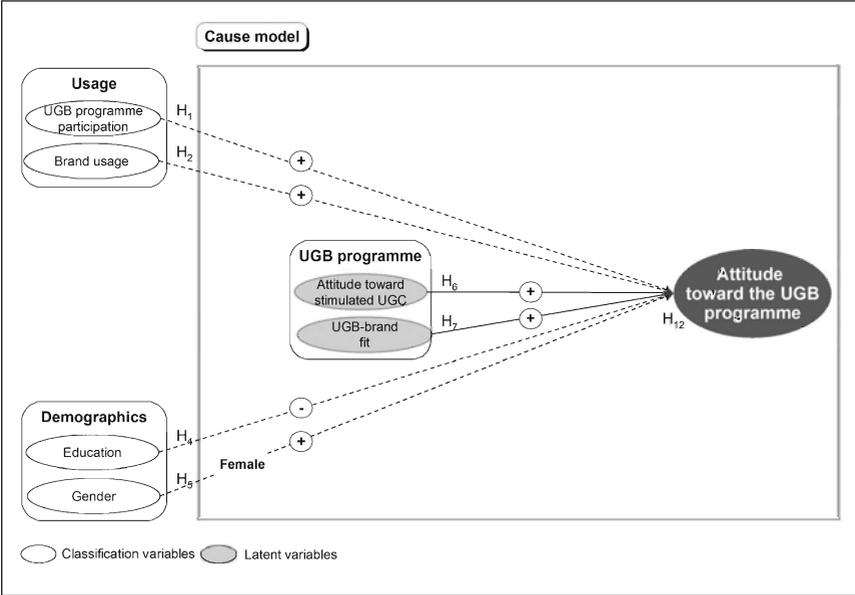 Cause model
Usage
UGB programme
participation
Brand usage
H1
H2
+
+
UGB programme
Attitude toward
stimulated UGC
UGB-brand
fit
H6
H7
+
+
Attitude
toward the UGB
programme
H12
Demographics
Education
Gender
H4
H5
-
+
Female
Classification variables
Latent variables